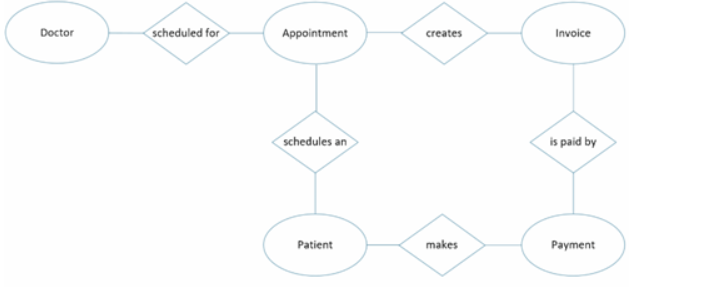 Doctor
scheduled for
Appointment
creates
Invoice
schedules an
is paid by
Patient
makes
Payment